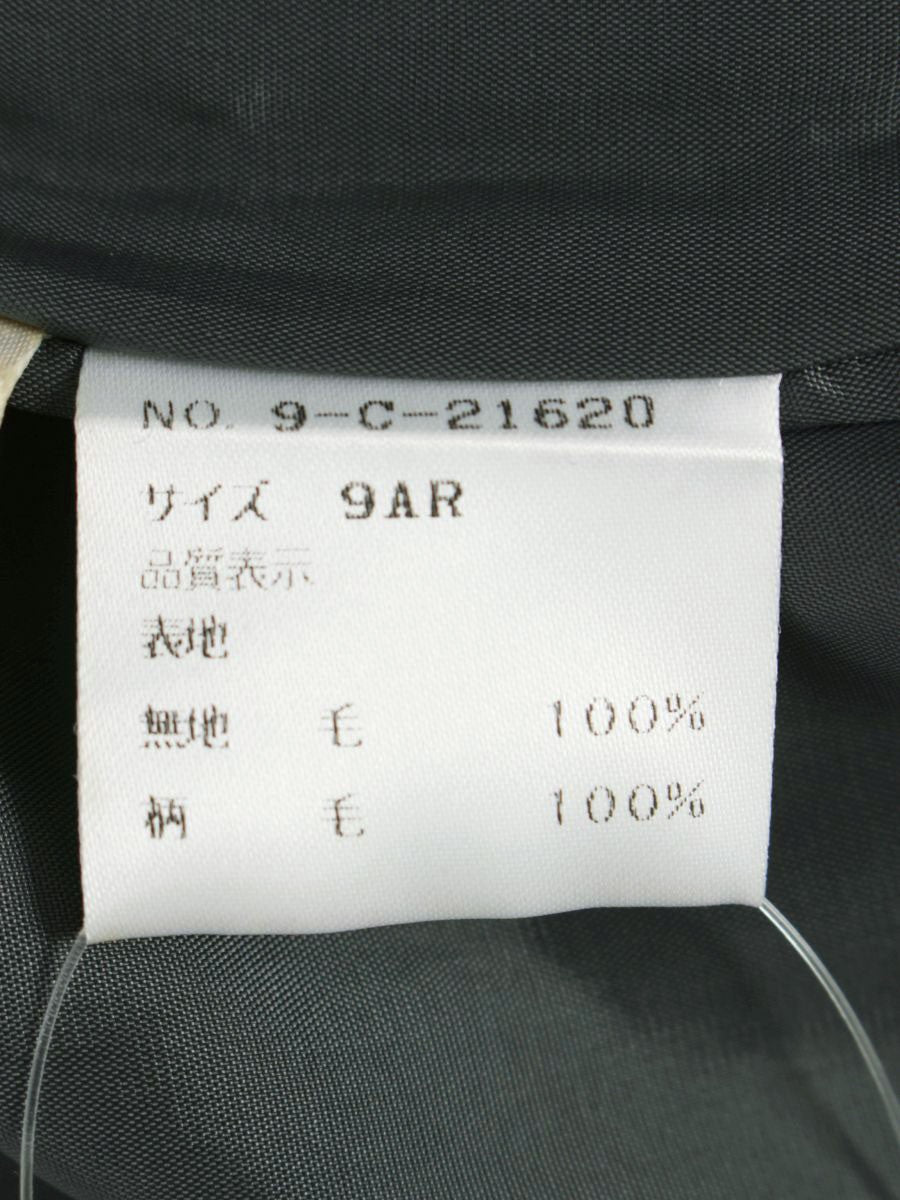 NO. 9-C-21620
サイズ 9AR
品質表示
表地
無地 毛 100%
柄 毛 100%